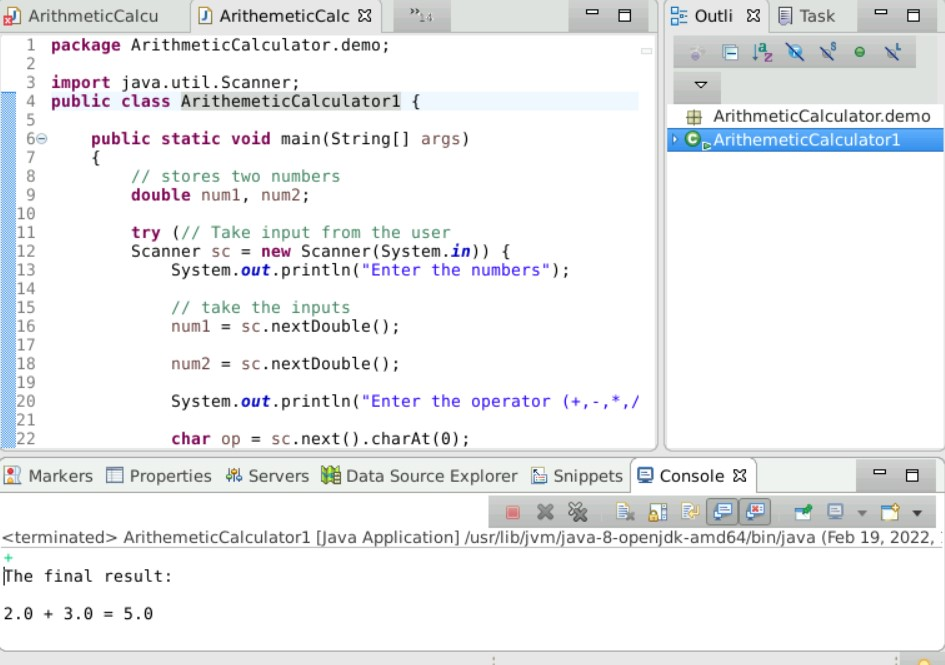 ArithmeticCalcu ArithemeticCalc »14
1 package ArithmeticCalculator.demo;
2
3 import java.util.Scanner;
4 public class ArithemeticCalculator1 {
5
6 public static void main(String[] args)
7 {
8 // stores two numbers
9 double num1, num2;
10
11 try (// Take input from the user
12 Scanner sc = new Scanner(System.in)) {
13 System.out.println("Enter the numbers");
14
15 // take the inputs
16 num1 = sc.nextDouble();
17
18 num2 = sc.nextDouble();
19
20 System.out.println("Enter the operator (+,-,*,/
21
22 char op = sc.next().charAt(0);
Outli Task
ArithmeticCalculator.demo
ArithemeticCalculator1
Markers Properties Servers Data Source Explorer Snippets Console
<terminated> ArithemeticCalculator1 [Java Application] /usr/lib/jvm/java-8-openjdk-amd64/bin/java (Feb 19, 2022,
+
The final result:
2.0 + 3.0 = 5.0